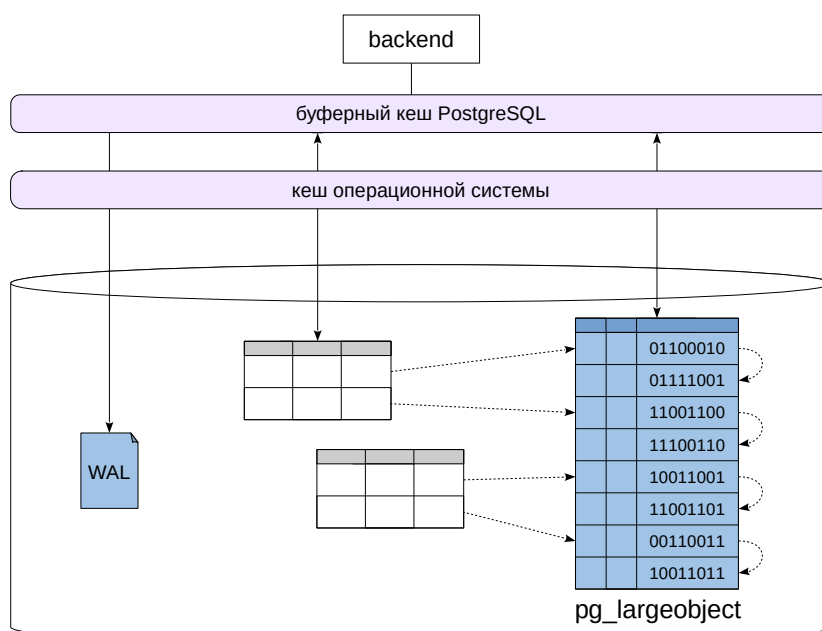 backend
буферный кеш PostgreSQL
кеш операционной системы
01100010
01111001
11001100
11100110
10011001
11001101
00110011
10011011
WAL
pg_largeobject